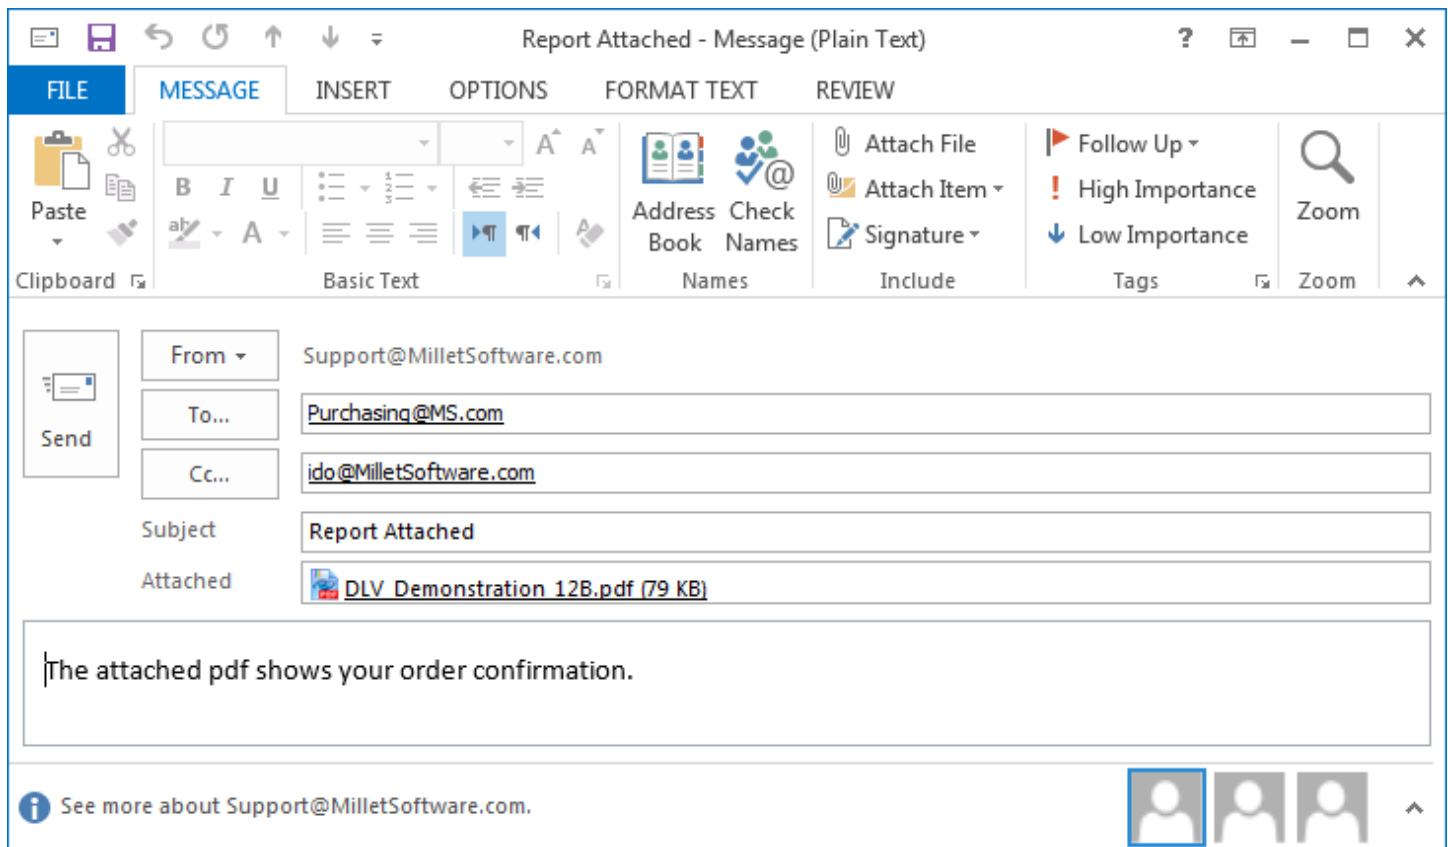 Report Attached - Message (Plain Text) ?
FILE MESSAGE INSERT OPTIONS FORMAT TEXT REVIEW
Paste
Clipboard
B I U
A A
ab A
Basic Text
Address Book
Check Names
Names
Attach File
Attach Item
Signature
Include
Follow Up
! High Importance
Low Importance
Tags
Zoom
Zoom
Send
From Support@MilletSoftware.com
To... Purchasing@MS.com
Cc... ido@MilletSoftware.com
Subject Report Attached
Attached DLV_Demonstration_12B.pdf (79 KB)
The attached pdf shows your order confirmation.
See more about Support@MilletSoftware.com.